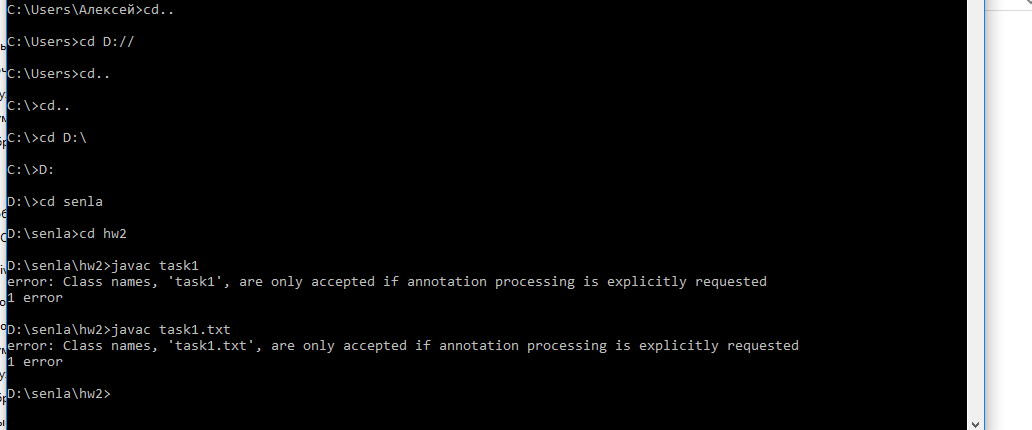 C:\Users\Алексей>cd..
C:\Users>cd D://
C:\Users>cd..
C:\>cd..
C:\>cd D:\
C:\>D:
D:\>cd senla
D:\senla>cd hw2
D:\senla\hw2>javac task1
error: Class names, 'task1', are only accepted if annotation processing is explicitly requested
1 error
D:\senla\hw2>javac task1.txt
error: Class names, 'task1.txt', are only accepted if annotation processing is explicitly requested
1 error
D:\senla\hw2>